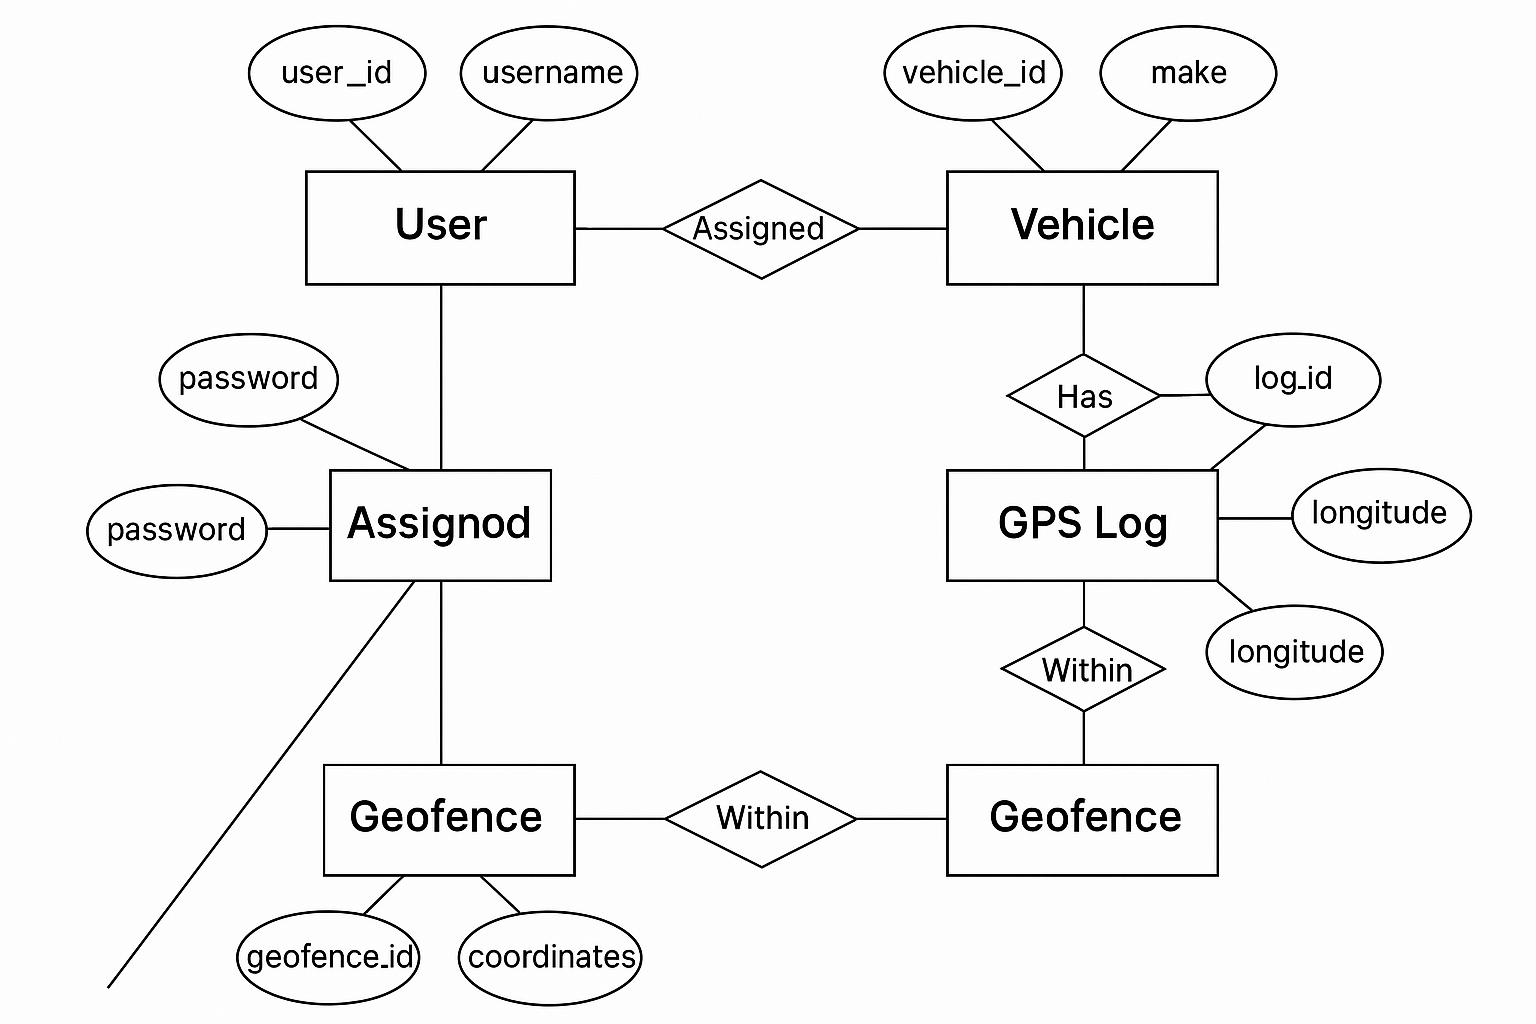 user_id
username
vehicle_id
make
User
Assigned
Vehicle
password
Has
log_id
password
Assignod
GPS Log
longitude
Within
longitude
Geofence
Within
Geofence
geofence_id
coordinates